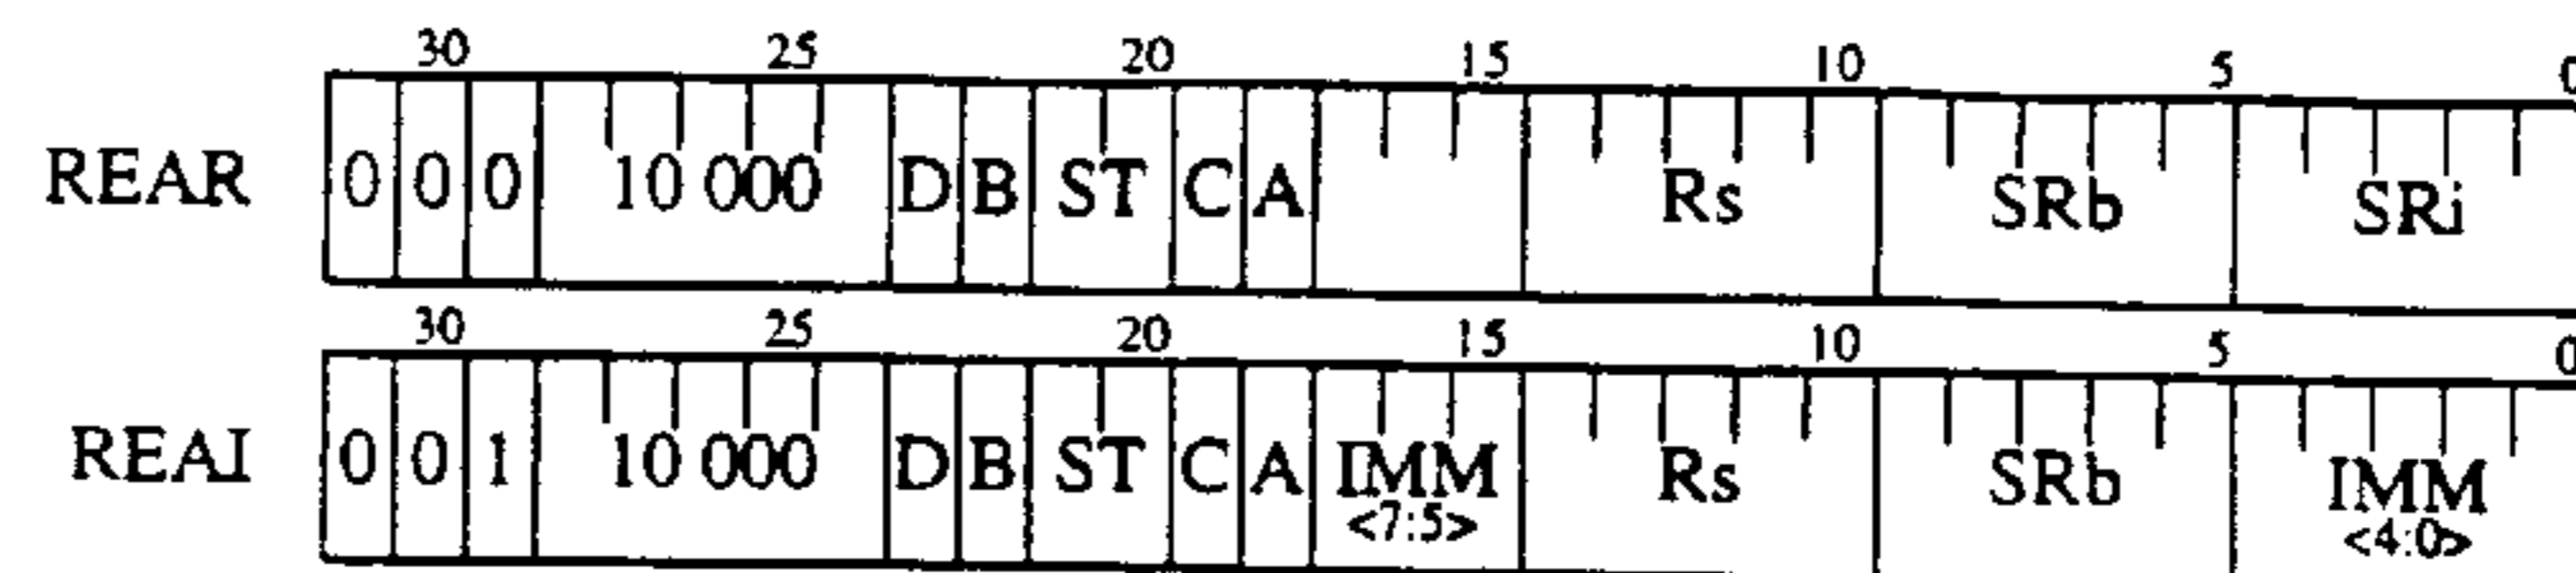 30 25 20 15 10 5 0
REAR 0 0 0 10 000 D B ST C A Rs SRb SRi
30 25 20 15 10 5 0
REAI 0 0 1 10 000 D B ST C A IMM Rs SRb IMM
<7:5> <4:0>